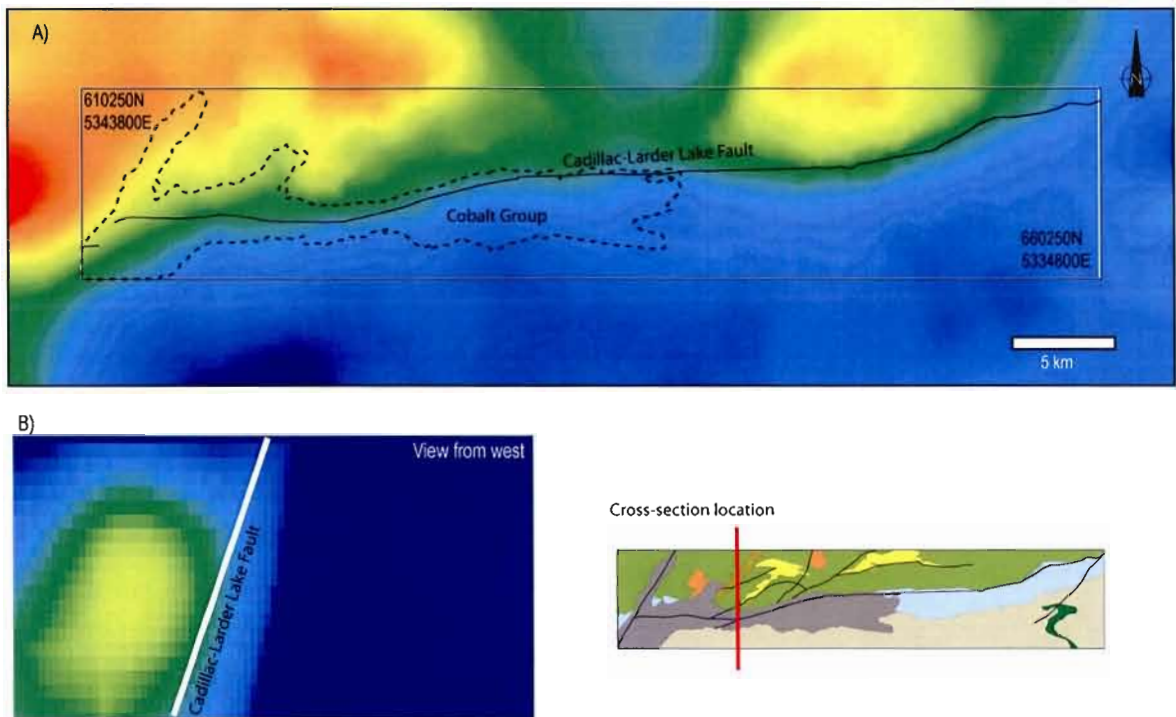 A)
N
610250N
5343800E
Cadillac-Larder Lake Fault
Cobalt Group
660250N
5334800E
5 km
B)
View from west
Cadillac-Larder Lake Fault
Cross-section location